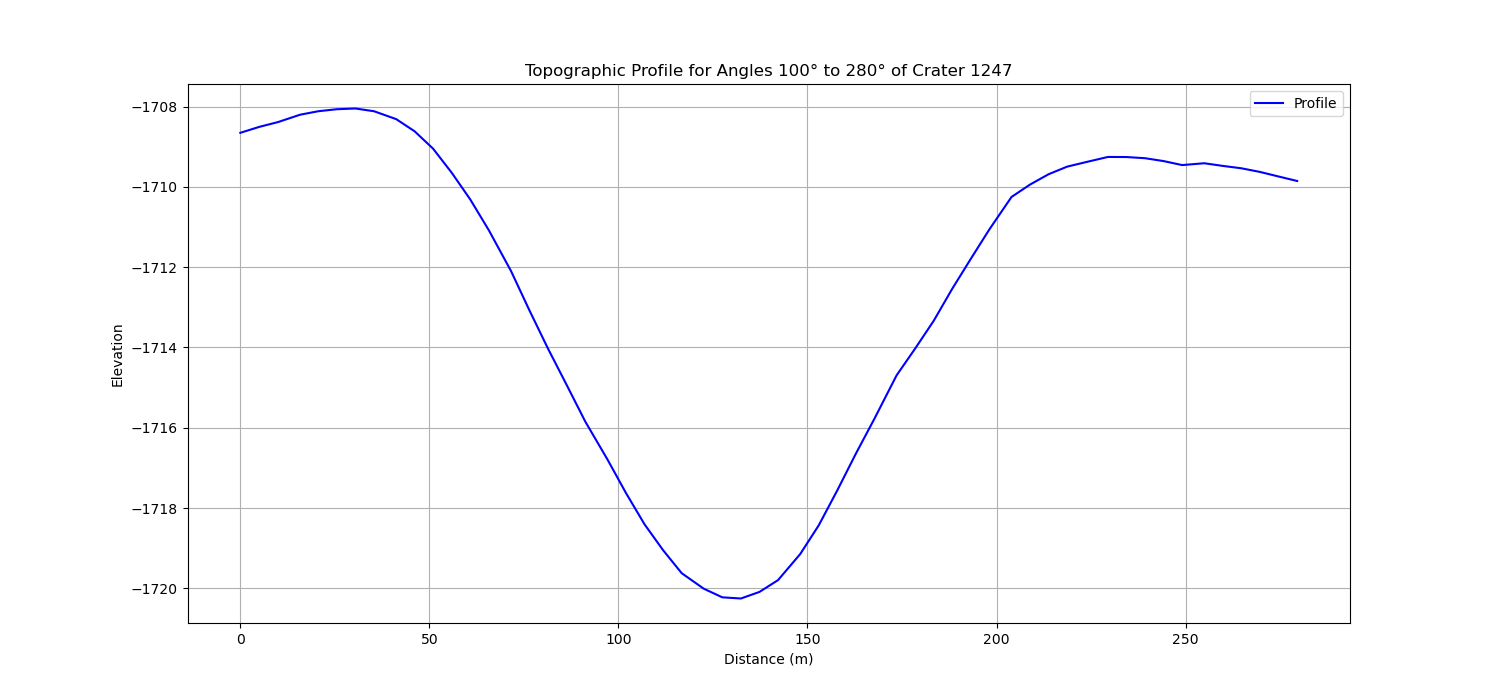 Topographic Profile for Angles 100° to 280° of Crater 1247
Profile
−1708
−1710
−1712
−1714
−1716
−1718
−1720
Elevation
0 50 100 150 200 250
Distance (m)